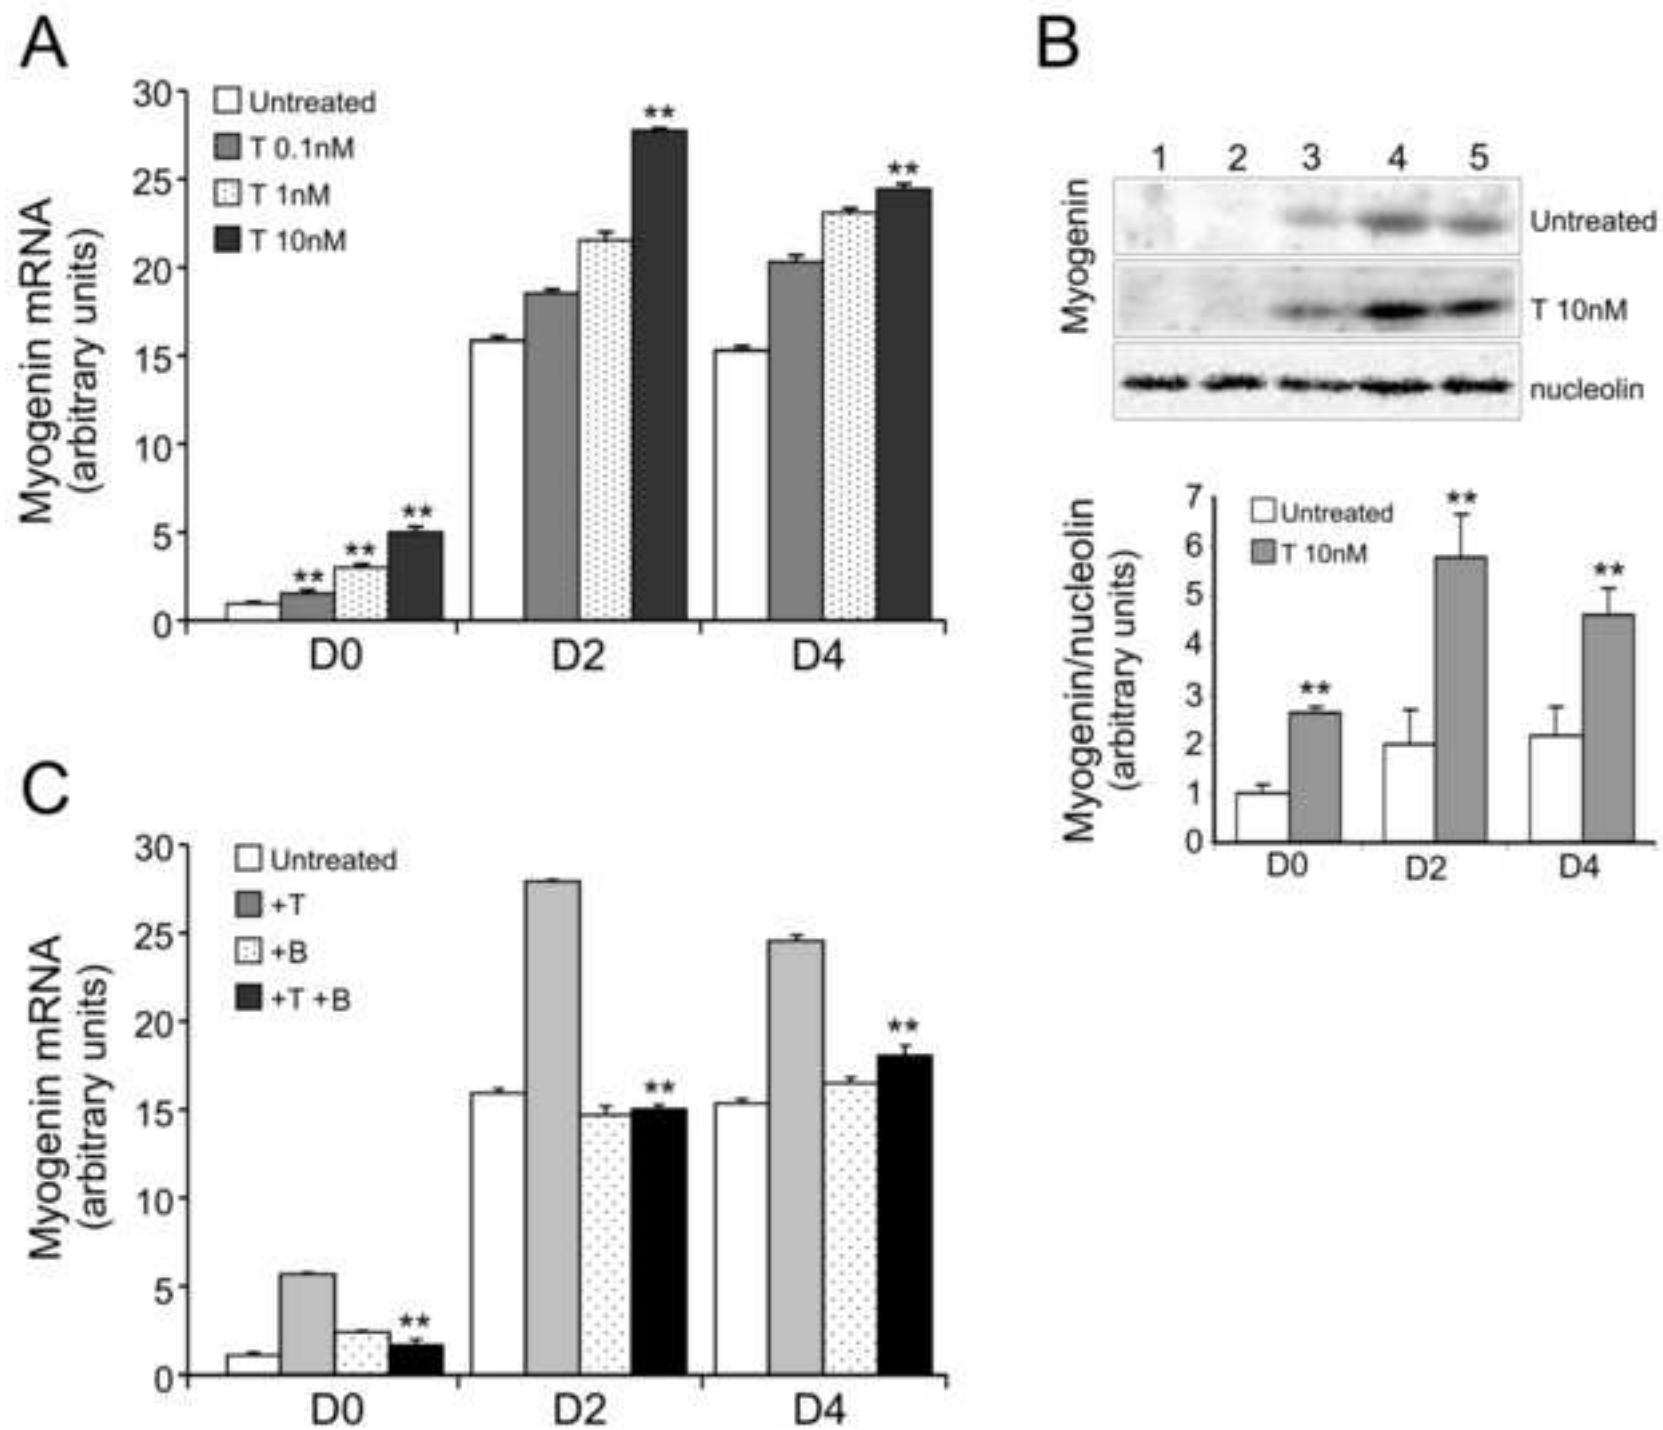 A
Myogenin mRNA
(arbitrary units)
30
25
20
15
10
5
0
Untreated
T 0.1nM
T 1nM
T 10nM
**
**
**
**
**
D0
D2
D4
B
1 2 3 4 5
Myogenin
Untreated
T 10nM
nucleolin
Myogenin/nucleolin
(arbitrary units)
7
6
5
4
3
2
1
0
Untreated
T 10nM
**
**
**
D0
D2
D4
C
Myogenin mRNA
(arbitrary units)
30
25
20
15
10
5
0
Untreated
+T
+B
+T +B
**
**
**
D0
D2
D4